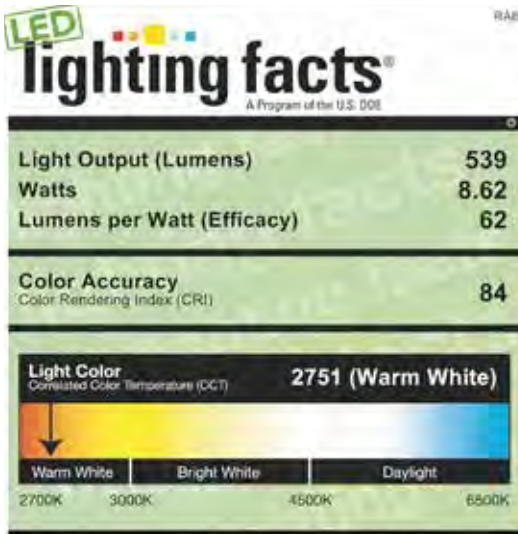 LED
lighting facts®
A Program of the U.S. DOE
Light Output (Lumens) 539
Watts 8.62
Lumens per Watt (Efficacy) 62
Color Accuracy 84
Color Rendering Index (CRI)
Light Color 2751 (Warm White)
Correlated Color Temperature (CCT)
Warm White Bright White Daylight
2700K 3000K 4500K 6500K